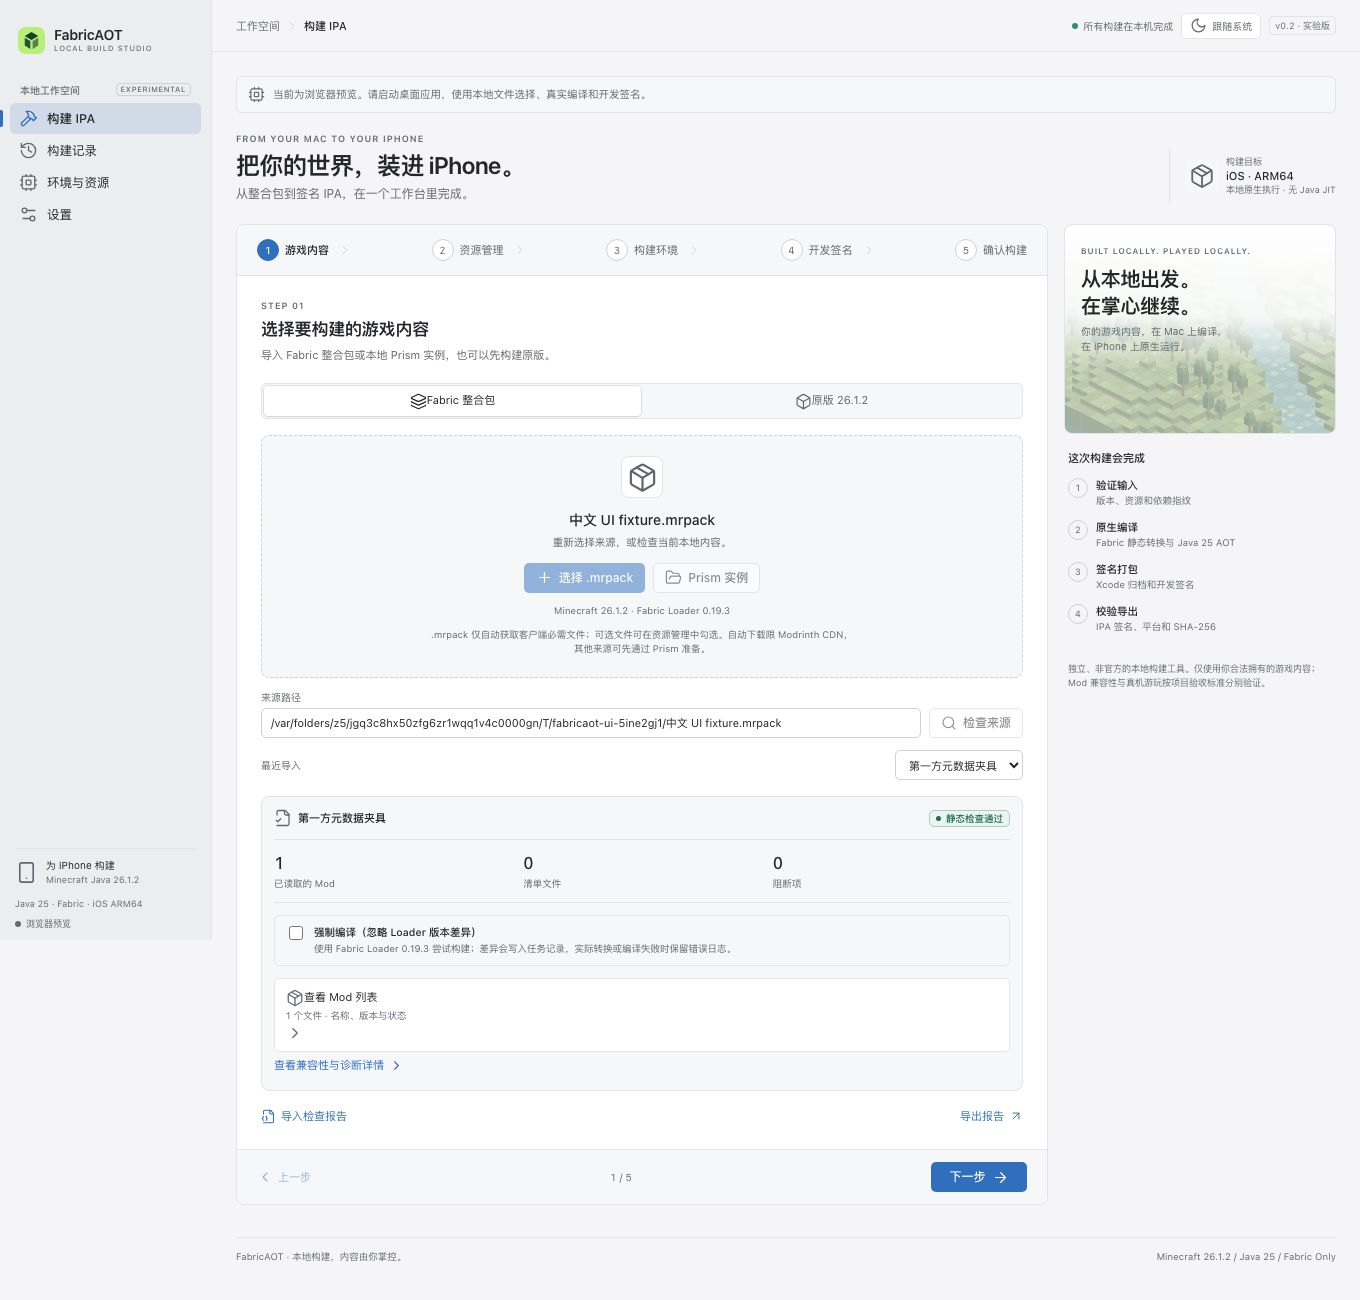 FabricAOT
LOCAL BUILD STUDIO
本地工作空间
EXPERIMENTAL
构建 IPA
构建记录
环境与资源
设置
为 iPhone 构建
Minecraft Java 26.1.2
Java 25 · Fabric · iOS ARM64
浏览器预览
工作空间
构建 IPA
所有构建在本机完成
跟随系统
v0.2 · 实验版
当前为浏览器预览。请启动桌面应用，使用本地文件选择、真实编译和开发签名。
FROM YOUR MAC TO YOUR IPHONE
把你的世界，装进 iPhone。
从整合包到签名 IPA，在一个工作台里完成。
构建目标
iOS · ARM64
本地原生执行 · 无 Java JIT
1 游戏内容
2 资源管理
3 构建环境
4 开发签名
5 确认构建
STEP 01
选择要构建的游戏内容
导入 Fabric 整合包或本地 Prism 实例，也可以先构建原版。
Fabric 整合包
原版 26.1.2
中文 UI fixture.mrpack
重新选择来源，或检查当前本地内容。
选择 .mrpack
Prism 实例
Minecraft 26.1.2 · Fabric Loader 0.19.3
.mrpack 仅自动获取客户端必需文件；可选文件可在资源管理中勾选。自动下载限 Modrinth CDN，
其他来源可先通过 Prism 准备。
来源路径
/var/folders/z5/jgq3c8hx50zfg6zr1wqq1v4c0000gn/T/fabricaot-ui-5ine2gj1/中文 UI fixture.mrpack
检查来源
最近导入
第一方元数据夹具
第一方元数据夹具
静态检查通过
1
已读取的 Mod
0
清单文件
0
阻断项
强制编译（忽略 Loader 版本差异）
使用 Fabric Loader 0.19.3 尝试构建；差异会写入任务记录，实际转换或编译失败时保留错误日志。
查看 Mod 列表
1 个文件 · 名称、版本与状态
查看兼容性与诊断详情
导入检查报告
导出报告
上一步
1 / 5
下一步
BUILT LOCALLY. PLAYED LOCALLY.
从本地出发。
在掌心继续。
你的游戏内容，在 Mac 上编译，
在 iPhone 上原生运行。
这次构建会完成
1 验证输入
版本、资源和依赖指纹
2 原生编译
Fabric 静态转换与 Java 25 AOT
3 签名打包
Xcode 归档和开发签名
4 校验导出
IPA 签名、平台和 SHA-256
独立、非官方的本地构建工具。仅使用你合法拥有的游戏内容；
Mod 兼容性与真机游玩按项目验收标准分别验证。
FabricAOT · 本地构建，内容由你掌控。
Minecraft 26.1.2 / Java 25 / Fabric Only